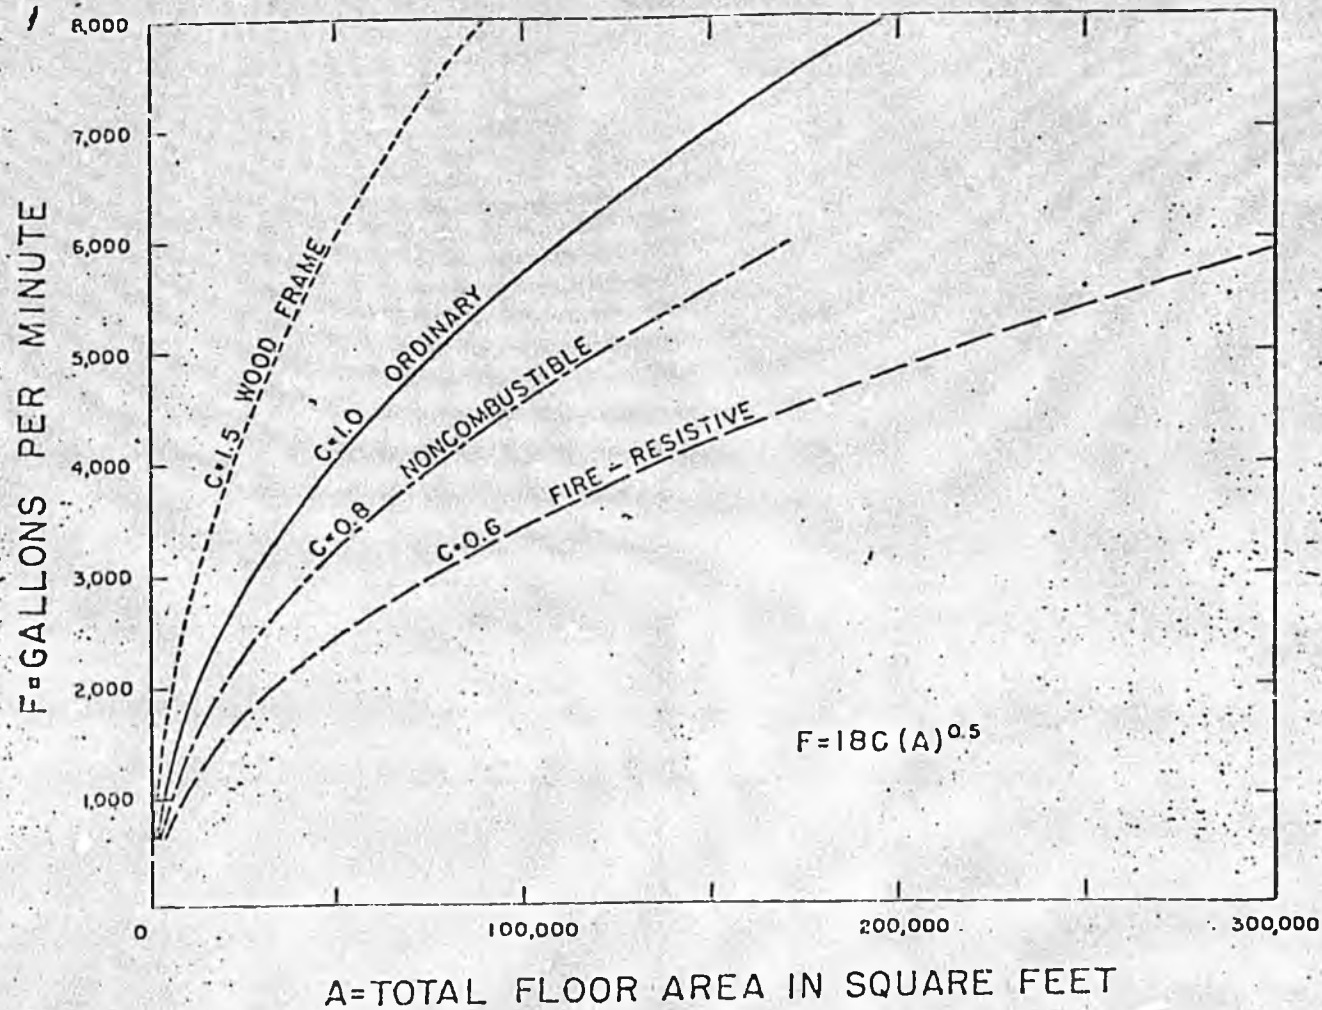 8,000
7,000
6,000
5,000
4,000
3,000
2,000
1,000
F=GALLONS PER MINUTE
C=1.5 WOOD FRAME
C=1.0 ORDINARY
C=0.8 NONCOMBUSTIBLE
C=0.6 FIRE - RESISTIVE
F=18C (A)^0.5
0 100,000 200,000 300,000
A=TOTAL FLOOR AREA IN SQUARE FEET